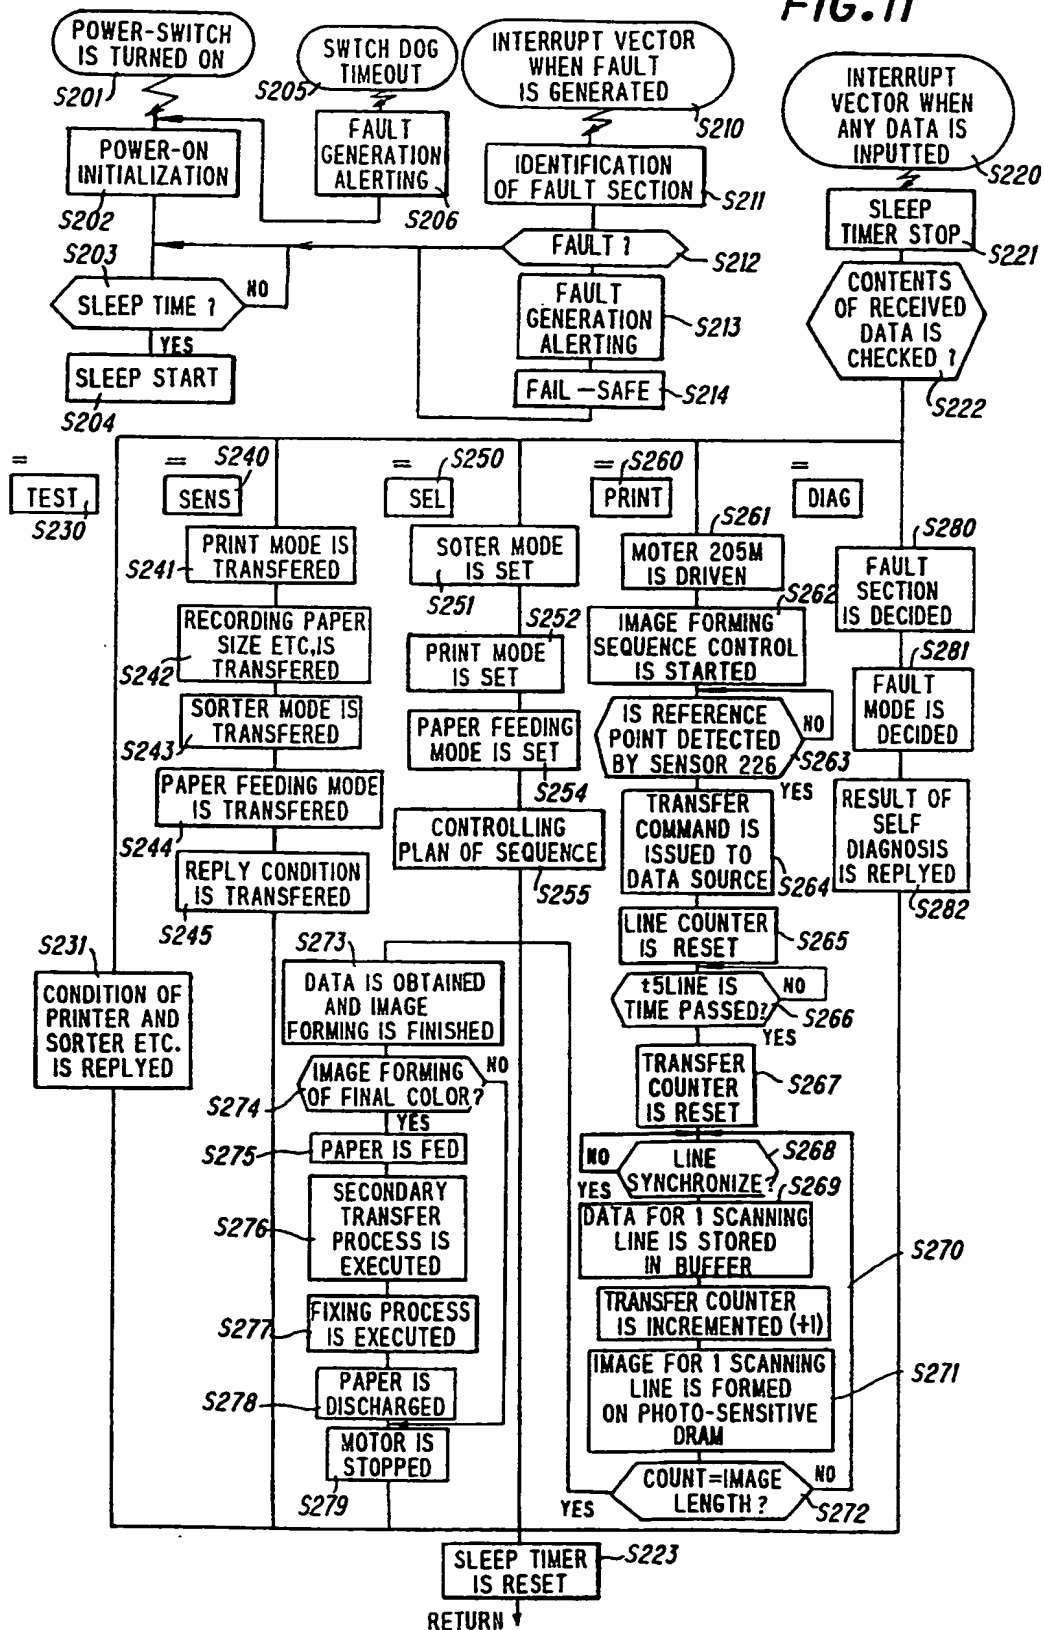 FIG. 11
POWER-SWITCH
IS TURNED ON
S201
POWER-ON
INITIALIZATION
S202
S203
SLEEP TIME ?
NO
YES
SLEEP START
S204
SWTCH DOG
TIMEOUT
S205
FAULT
GENERATION
ALERTING
S206
INTERRUPT VECTOR
WHEN FAULT
IS GENERATED
S210
IDENTIFICATION
OF FAULT SECTION
S211
FAULT ?
S212
FAULT
GENERATION
ALERTING
S213
FAIL-SAFE
S214
INTERRUPT
VECTOR WHEN
ANY DATA IS
INPUTTED
S220
SLEEP
TIMER STOP
S221
CONTENTS
OF RECEIVED
DATA IS
CHECKED ?
S222
=
TEST
S230
S231
CONDITION OF
PRINTER AND
SORTER ETC.
IS REPLYED
=
S240
SENS
PRINT MODE IS
TRANSFERED
S241
RECORDING PAPER
SIZE ETC, IS
TRANSFERED
S242
SORTER MODE IS
TRANSFERED
S243
PAPER FEEDING MODE
IS TRANSFERED
S244
REPLY CONDITION
IS TRANSFERED
S245
=
S250
SEL
SOTER MODE
IS SET
S251
S252
PRINT MODE
IS SET
PAPER FEEDING
MODE IS SET
S254
CONTROLLING
PLAN OF SEQUENCE
S255
=
S260
PRINT
S261
MOTER 205M
IS DRIVEN
S262
IMAGE FORMING
SEQUENCE CONTROL
IS STARTED
IS REFERENCE
POINT DETECTED
BY SENSOR 226
NO
S263
YES
TRANSFER
COMMAND IS
ISSUED TO
DATA SOURCE
S264
LINE COUNTER
IS RESET
S265
t5LINE IS
TIME PASSED?
NO
S266
YES
TRANSFER
COUNTER
IS RESET
S267
NO
LINE
SYNCHRONIZE?
S268
YES
S269
DATA FOR 1 SCANNING
LINE IS STORED
IN BUFFER
S270
TRANSFER COUNTER
IS INCREMENTED (+1)
IMAGE FOR 1 SCANNING
LINE IS FORMED
ON PHOTO-SENSITIVE
DRAM
S271
COUNT=IMAGE
LENGTH ?
NO
S272
YES
S273
DATA IS OBTAINED
AND IMAGE
FORMING IS FINISHED
IMAGE FORMING
OF FINAL COLOR?
NO
S274
YES
PAPER IS FED
S275
SECONDARY
TRANSFER
PROCESS IS
EXECUTED
S276
FIXING PROCESS
IS EXECUTED
S277
PAPER IS
DISCHARGED
S278
MOTOR IS
STOPPED
S279
=
DIAG
S280
FAULT
SECTION
IS DECIDED
S281
FAULT
MODE IS
DECIDED
RESULT OF
SELF
DIAGNOSIS
IS REPLYED
S282
SLEEP TIMER
IS RESET
S223
RETURN